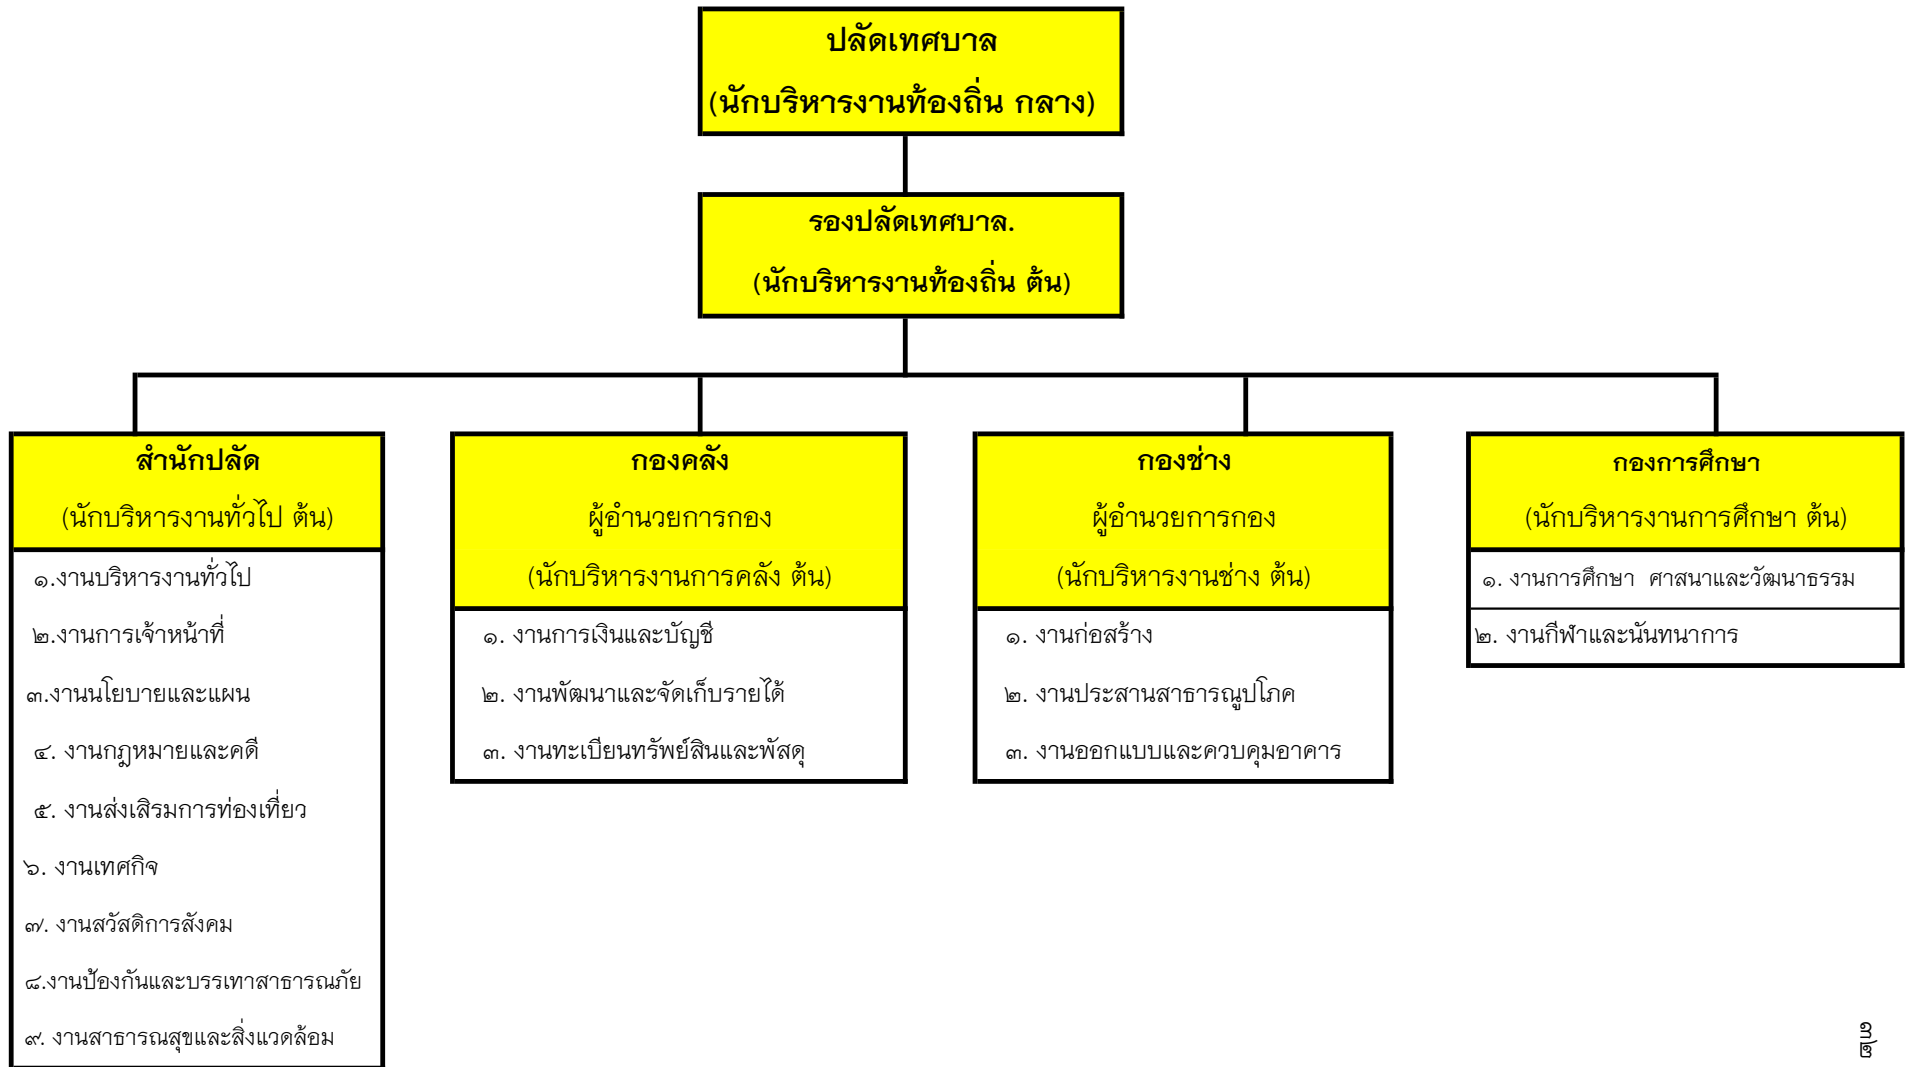 ปลัดเทศบาล
(นักบริหารงานท้องถิ่น กลาง)
รองปลัดเทศบาล.
(นักบริหารงานท้องถิ่น ต้น)
สำนักปลัด
(นักบริหารงานทั่วไป ต้น)
๑.งานบริหารงานทั่วไป
๒.งานการเจ้าหน้าที่
๓.งานนโยบายและแผน
๔. งานกฎหมายและคดี
๕. งานส่งเสิรมการท่องเที่ยว
๖. งานเทศกิจ
๗. งานสวัสดิการสังคม
๘.งานป้องกันและบรรเทาสาธารณภัย
๙. งานสาธารณสุขและสิ่งแวดล้อม
กองคลัง
ผู้อำนวยการกอง
(นักบริหารงานการคลัง ต้น)
๑. งานการเงินและบัญชี
๒. งานพัฒนาและจัดเก็บรายได้
๓. งานทะเบียนทรัพย์สินและพัสดุ
กองช่าง
ผู้อำนวยการกอง
(นักบริหารงานช่าง ต้น)
๑. งานก่อสร้าง
๒. งานประสานสาธารณูปโภค
๓. งานออกแบบและควบคุมอาคาร
กองการศึกษา
(นักบริหารงานการศึกษา ต้น)
๑. งานการศึกษา ศาสนาและวัฒนาธรรม
๒. งานกีฬาและนันทนาการ
๓๒